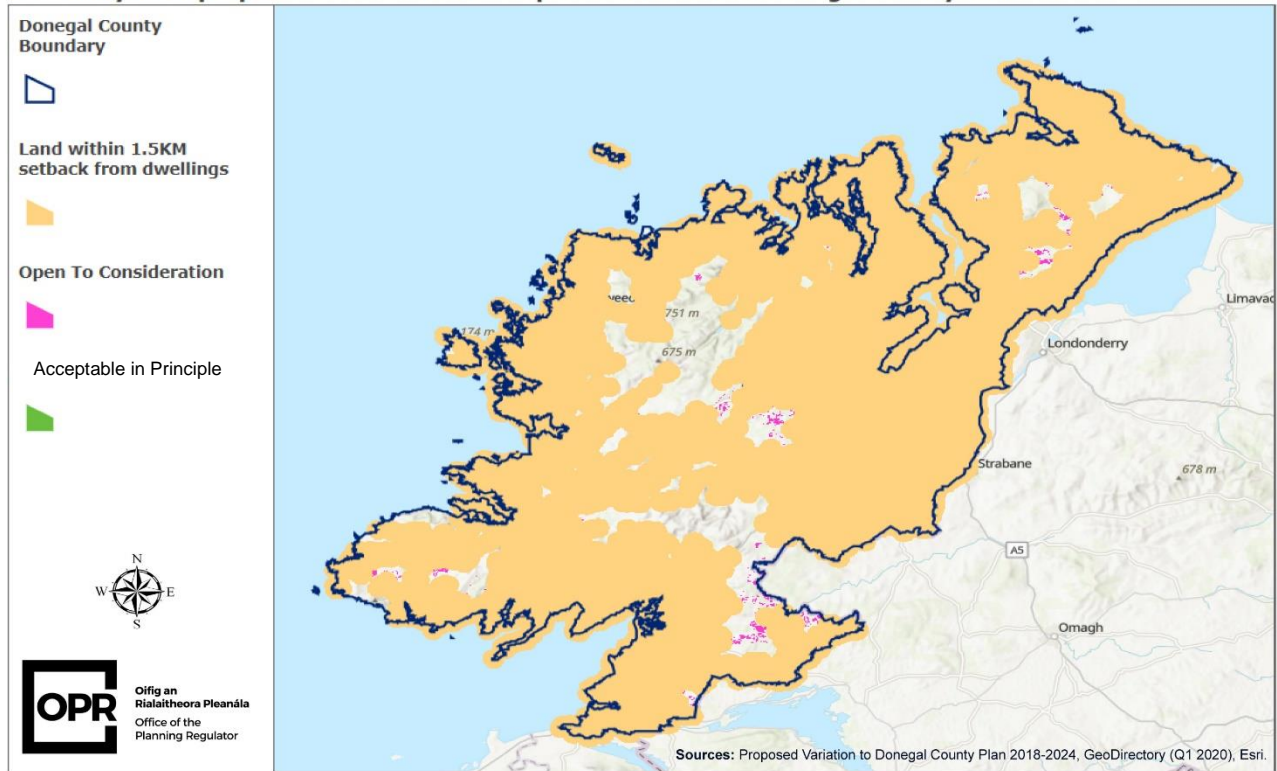 Donegal County
Boundary
Land within 1.5KM
setback from dwellings
Open To Consideration
Acceptable in Principle
N
W
E
S
OPR
Oifig an
Rialaitheora Pleanála
Office of the
Planning Regulator
veed
751 m
174 m
675 m
Limavad
Londonderry
Strabane
678 m
A5
Omagh
Sources: Proposed Variation to Donegal County Plan 2018-2024, GeoDirectory (Q1 2020), Esri.